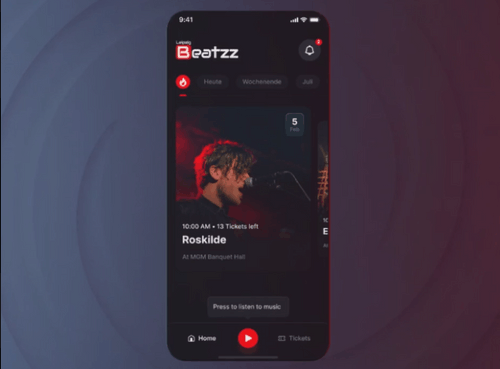 9:41
Leipzig
Beatzz
Heute
Wochenende
Juli
5
Feb
10:00 AM • 13 Tickets left
Roskilde
At MGM Banquet Hall
Press to listen to music
Home
Tickets